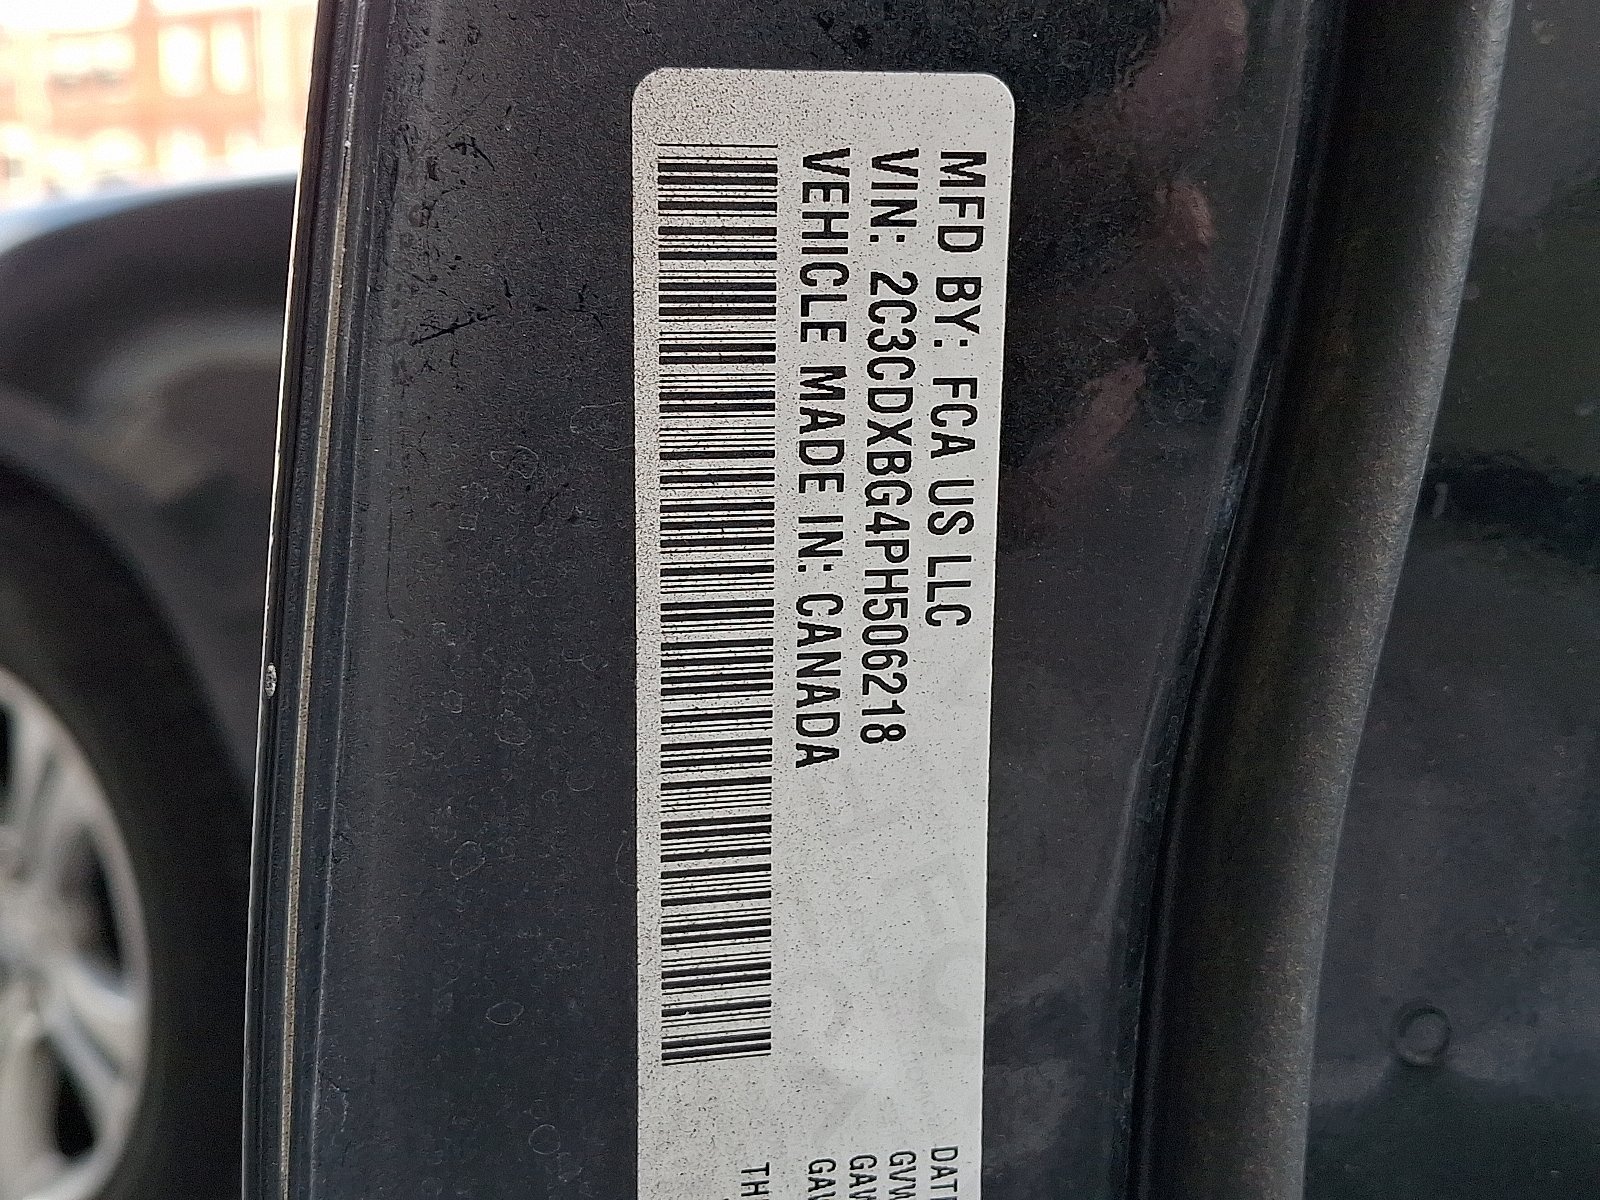 MFD BY: FCA US LLC
VIN: 2C3CDXBG4PH506218
VEHICLE MADE IN: CANADA